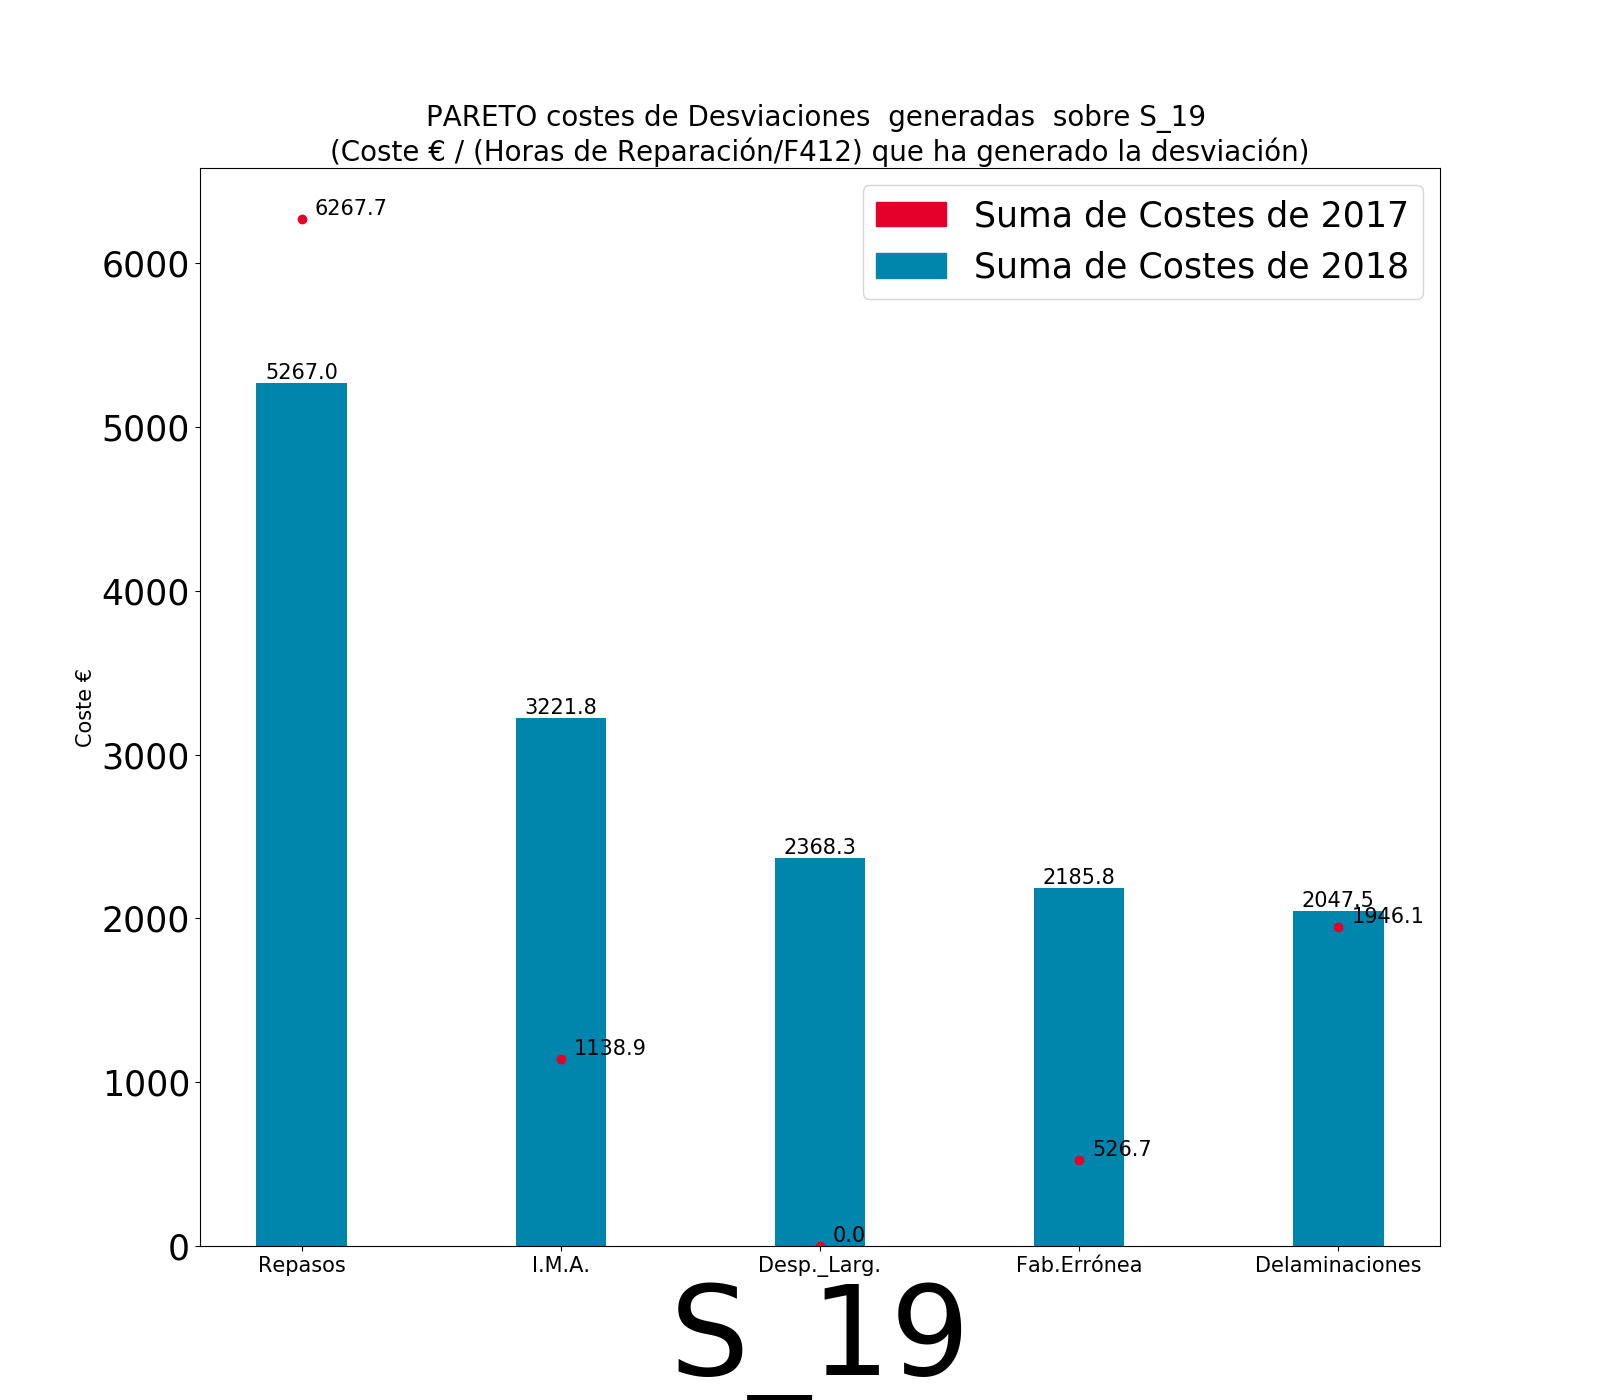 PARETO costes de Desviaciones  generadas  sobre S_19
(Coste € / (Horas de Reparación/F412) que ha generado la desviación)
Suma de Costes de 2017
Suma de Costes de 2018
Coste €
6000
5000
4000
3000
2000
1000
0
6267.7
5267.0
3221.8
1138.9
2368.3
0.0
2185.8
526.7
2047.5
1946.1
Repasos
I.M.A.
Desp._Larg.
Fab.Errónea
Delaminaciones
S_19